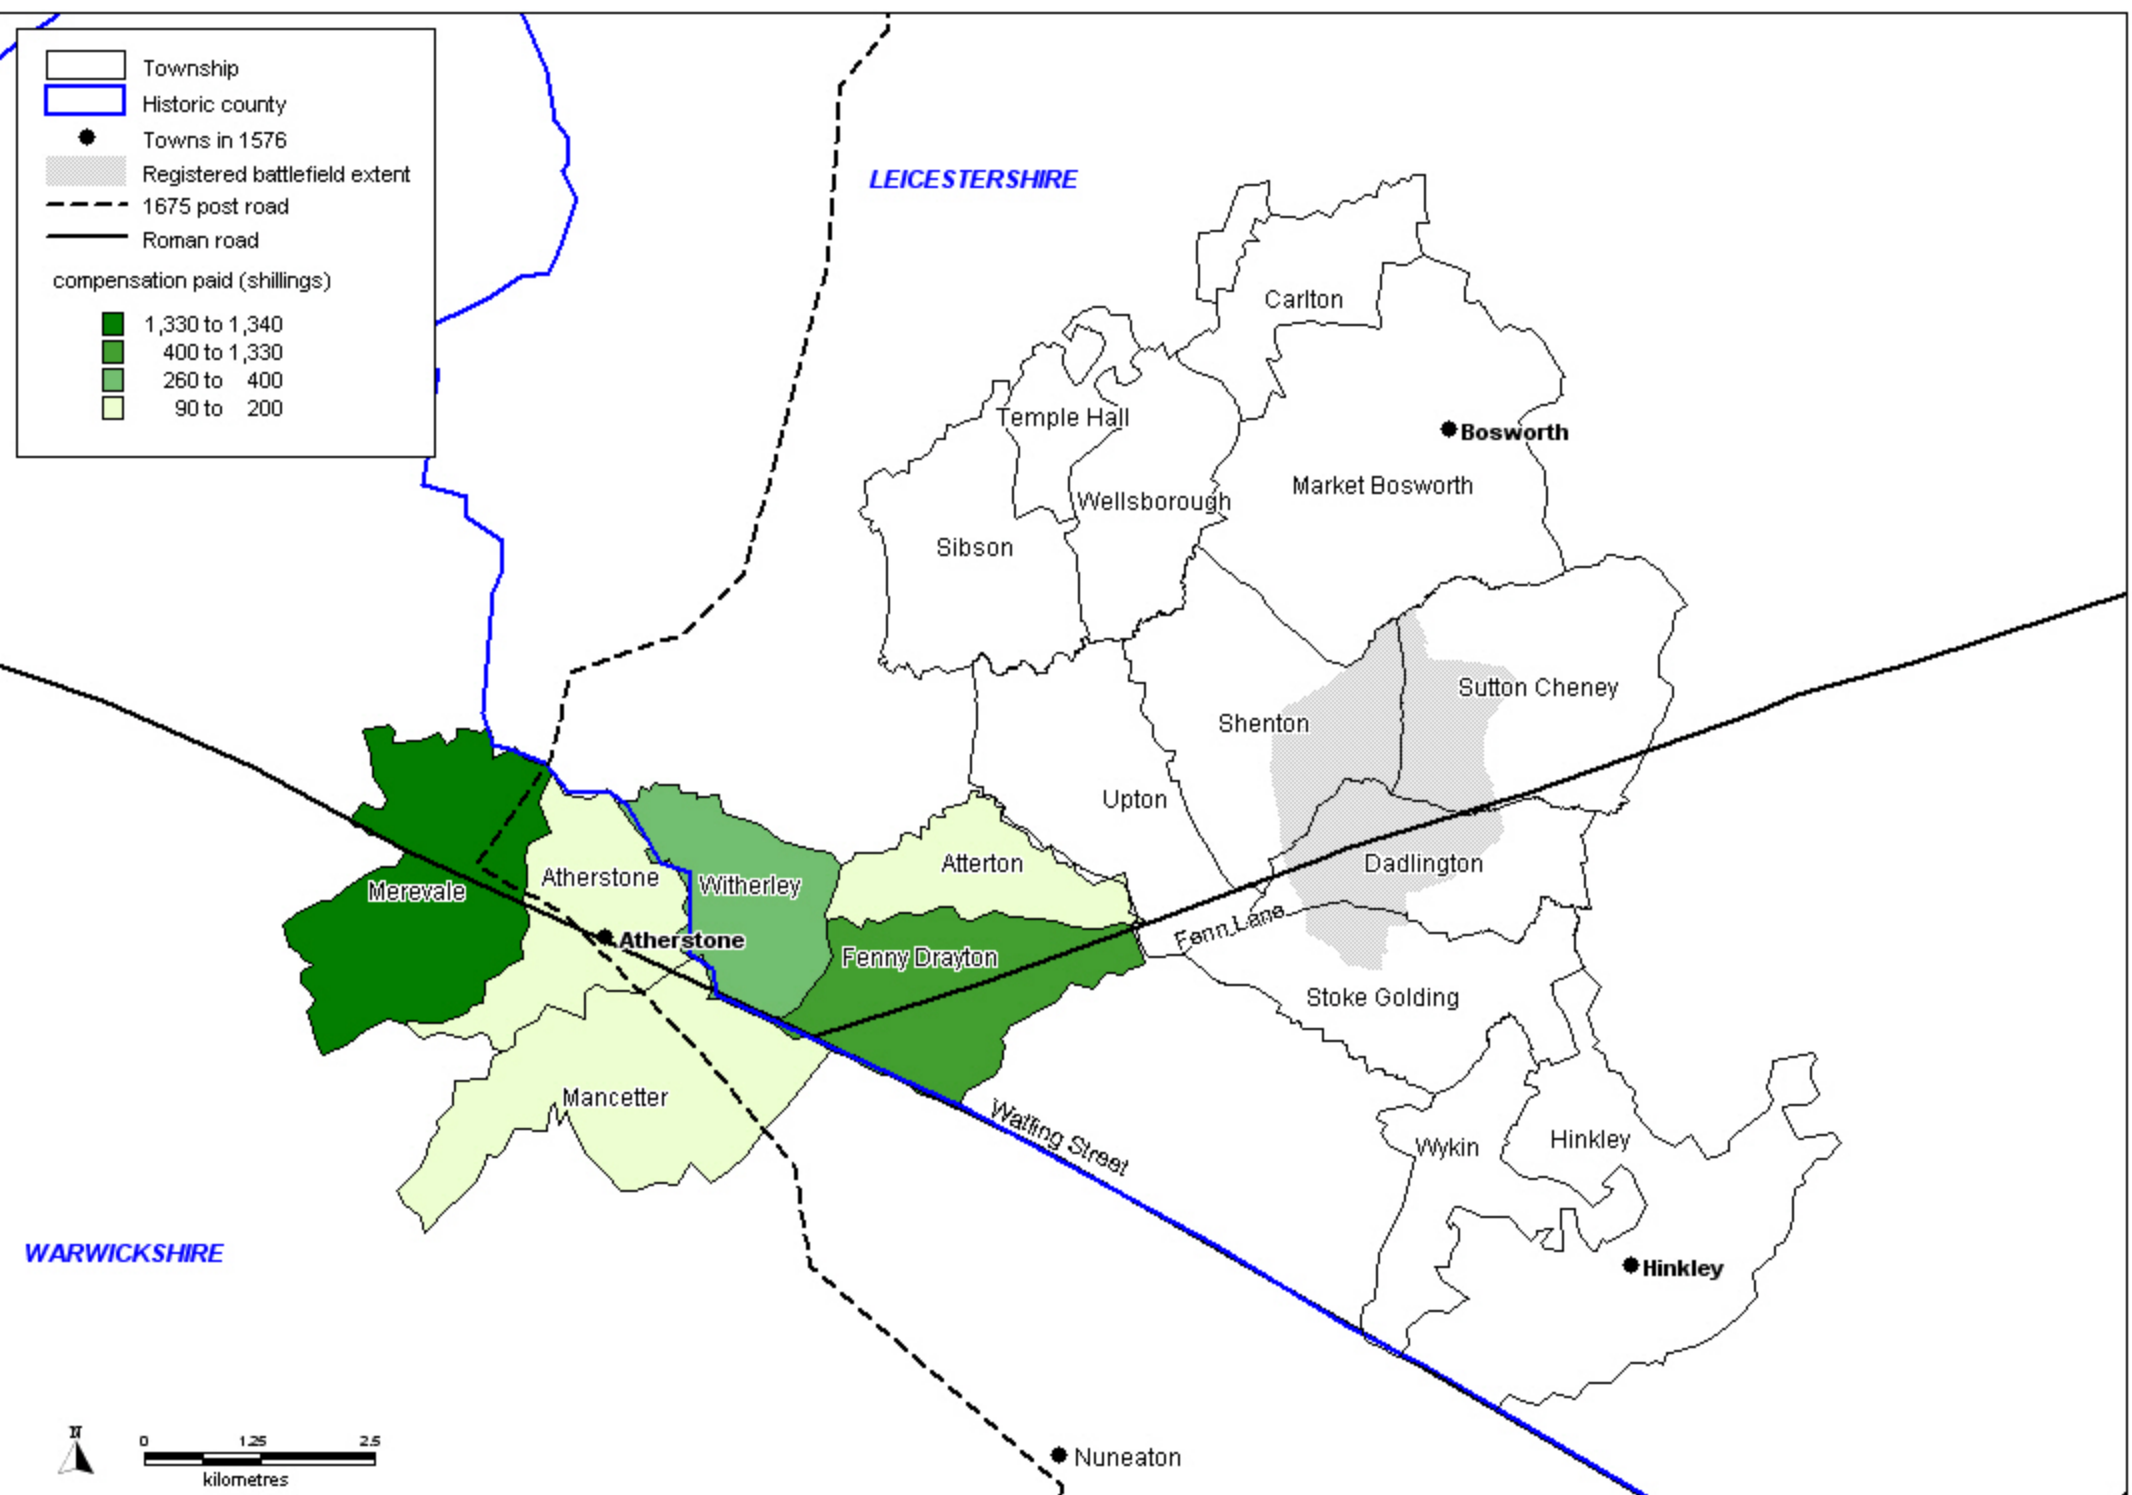 Township
Historic county
Towns in 1576
Registered battlefield extent
1675 post road
Roman road
compensation paid (shillings)
1,330 to 1,340
400 to 1,330
260 to 400
90 to 200
LEICESTERSHIRE
Carlton
Temple Hall
Bosworth
Market Bosworth
Wellsborough
Sibson
Sutton Cheney
Shenton
Upton
Atterton
Dadlington
Atherstone
Witherley
Merevale
Fenn Lane
Atherstone
Fenny Drayton
Stoke Golding
Mancetter
Watling Street
Wykin
Hinkley
WARWICKSHIRE
Hinkley
N
0 1.25 2.5
kilometres
Nuneaton